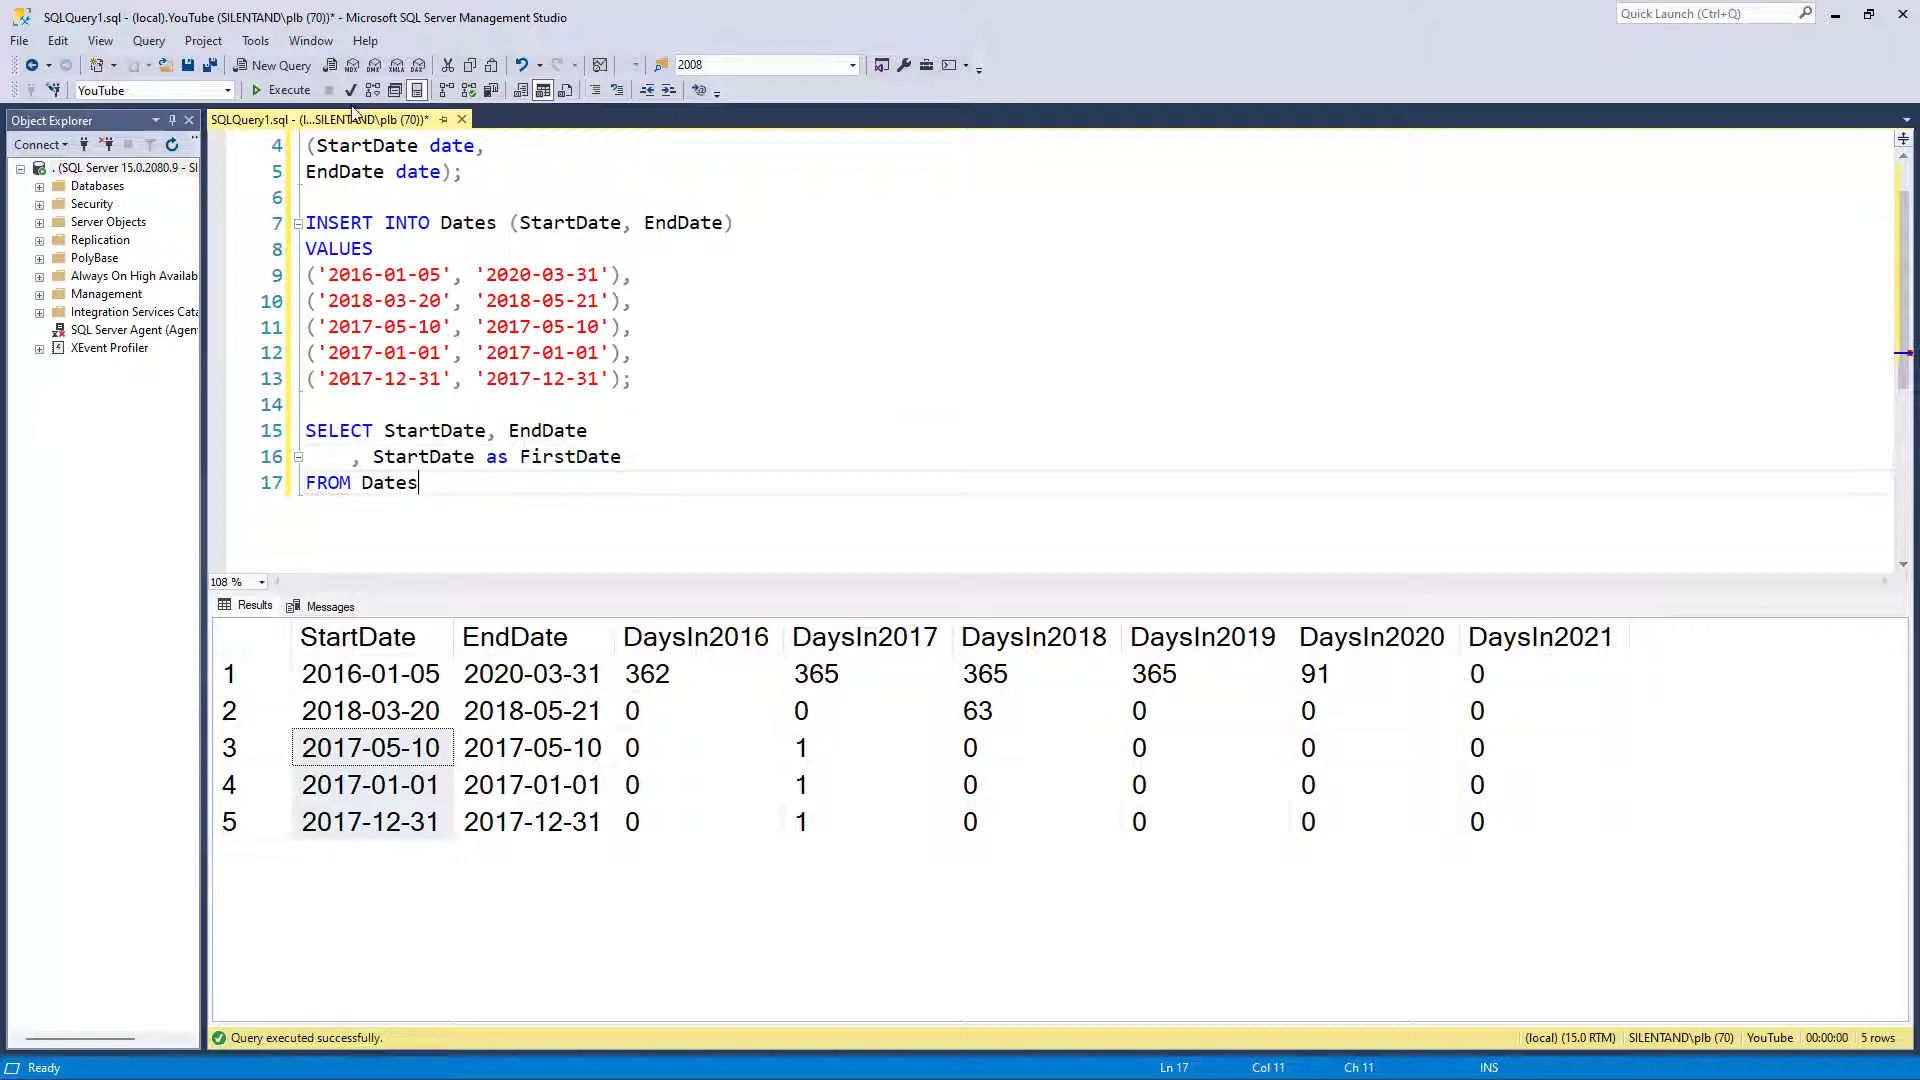 SQLQuery1.sql - (local).YouTube (SILENTAND\plb (70))* - Microsoft SQL Server Management Studio
Quick Launch (Ctrl+Q)
File Edit View Query Project Tools Window Help
New Query
MDX DMX XMLA DAX
2008
YouTube
Execute
Object Explorer
SQLQuery1.sql - (l...SILENTAND\plb (70))*
Connect
. (SQL Server 15.0.2080.9 - SI
Databases
Security
Server Objects
Replication
PolyBase
Always On High Availab
Management
Integration Services Cata
SQL Server Agent (Agen
XEvent Profiler
4 (StartDate date,
5 EndDate date);
6
7 INSERT INTO Dates (StartDate, EndDate)
8 VALUES
9 ('2016-01-05', '2020-03-31'),
10 ('2018-03-20', '2018-05-21'),
11 ('2017-05-10', '2017-05-10'),
12 ('2017-01-01', '2017-01-01'),
13 ('2017-12-31', '2017-12-31');
14
15 SELECT StartDate, EndDate
16 , StartDate as FirstDate
17 FROM Dates
108 %
Results Messages
StartDate EndDate DaysIn2016 DaysIn2017 DaysIn2018 DaysIn2019 DaysIn2020 DaysIn2021
1 2016-01-05 2020-03-31 362 365 365 365 91 0
2 2018-03-20 2018-05-21 0 0 63 0 0 0
3 2017-05-10 2017-05-10 0 1 0 0 0 0
4 2017-01-01 2017-01-01 0 1 0 0 0 0
5 2017-12-31 2017-12-31 0 1 0 0 0 0
Query executed successfully.
(local) (15.0 RTM) SILENTAND\plb (70) YouTube 00:00:00 5 rows
Ready
Ln 17 Col 11 Ch 11 INS